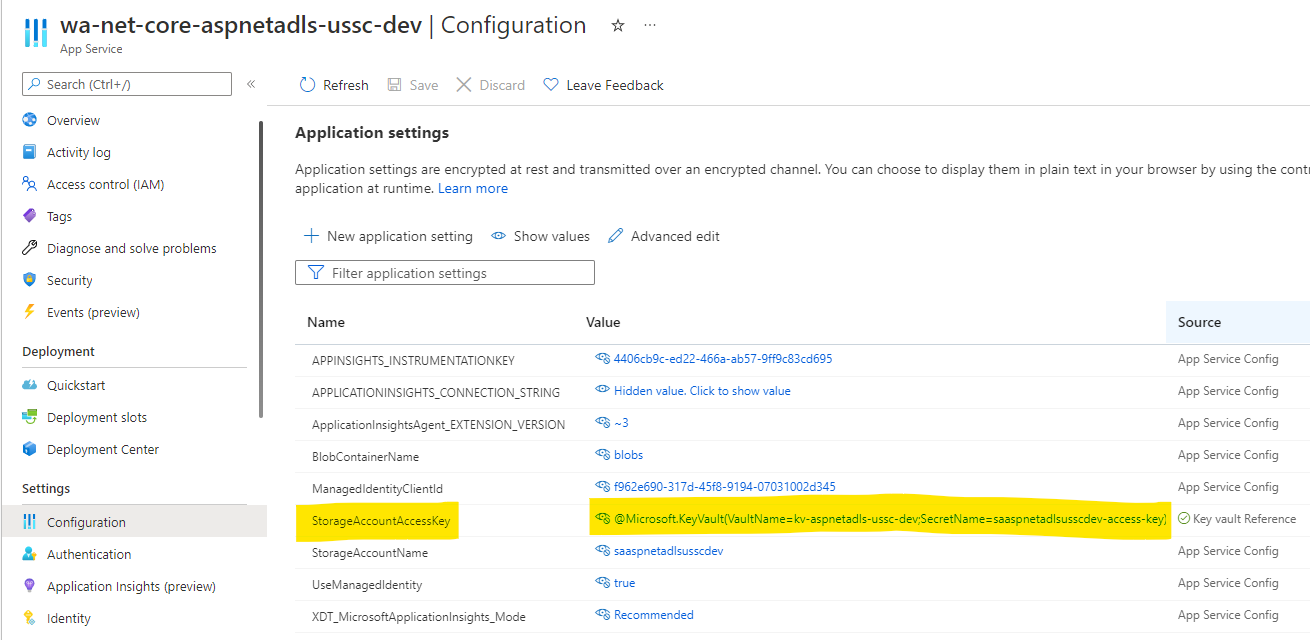 wa-net-core-aspnetadls-ussc-dev | Configuration ☆ ···
App Service
Search (Ctrl+/) «
Refresh Save Discard Leave Feedback
Overview
Activity log
Access control (IAM)
Tags
Diagnose and solve problems
Security
Events (preview)
Deployment
Quickstart
Deployment slots
Deployment Center
Settings
Configuration
Authentication
Application Insights (preview)
Identity
Application settings
Application settings are encrypted at rest and transmitted over an encrypted channel. You can choose to display them in plain text in your browser by using the contr
application at runtime. Learn more
New application setting Show values Advanced edit
Filter application settings
Name Value Source
APPINSIGHTS_INSTRUMENTATIONKEY 4406cb9c-ed22-466a-ab57-9ff9c83cd695 App Service Config
APPLICATIONINSIGHTS_CONNECTION_STRING Hidden value. Click to show value App Service Config
ApplicationInsightsAgent_EXTENSION_VERSION ~3 App Service Config
BlobContainerName blobs App Service Config
ManagedIdentityClientId f962e690-317d-45f8-9194-07031002d345 App Service Config
StorageAccountAccessKey @Microsoft.KeyVault(VaultName=kv-aspnetadls-ussc-dev;SecretName=saaspnetadlsusscdev-access-key) Key vault Reference
StorageAccountName saaspnetadlsusscdev App Service Config
UseManagedIdentity true App Service Config
XDT_MicrosoftApplicationInsights_Mode Recommended App Service Config